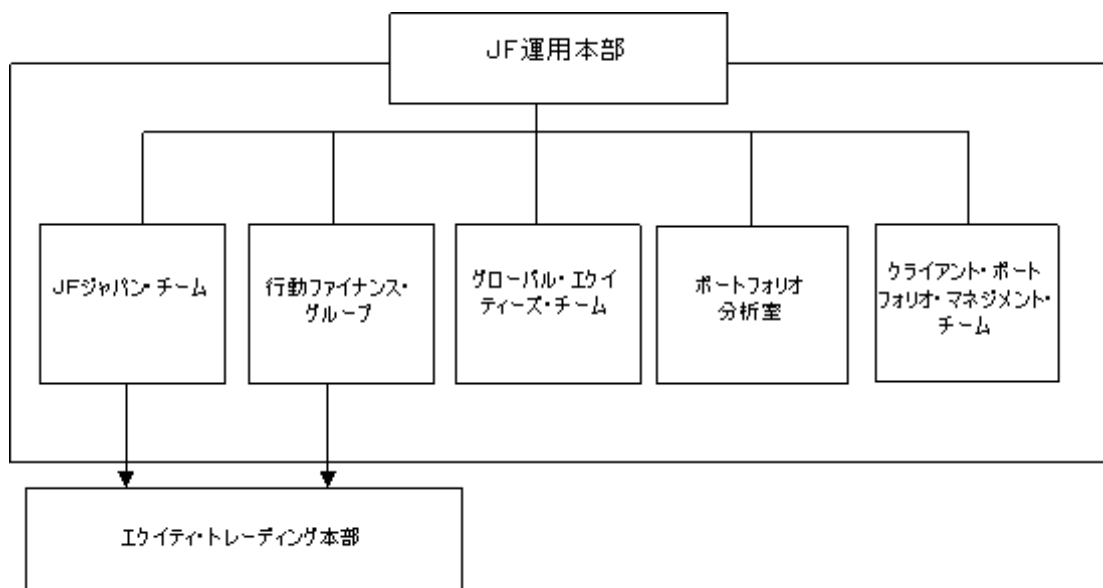 JF運用本部
JFジャパン・チーム
行動ファイナンス・
グループ
グローバル・エクイ
ティーズ・チーム
ポートフォリオ
分析室
クライアント・ポート
フォリオ・マネジメント・
チーム
エクイティ・トレーディング本部